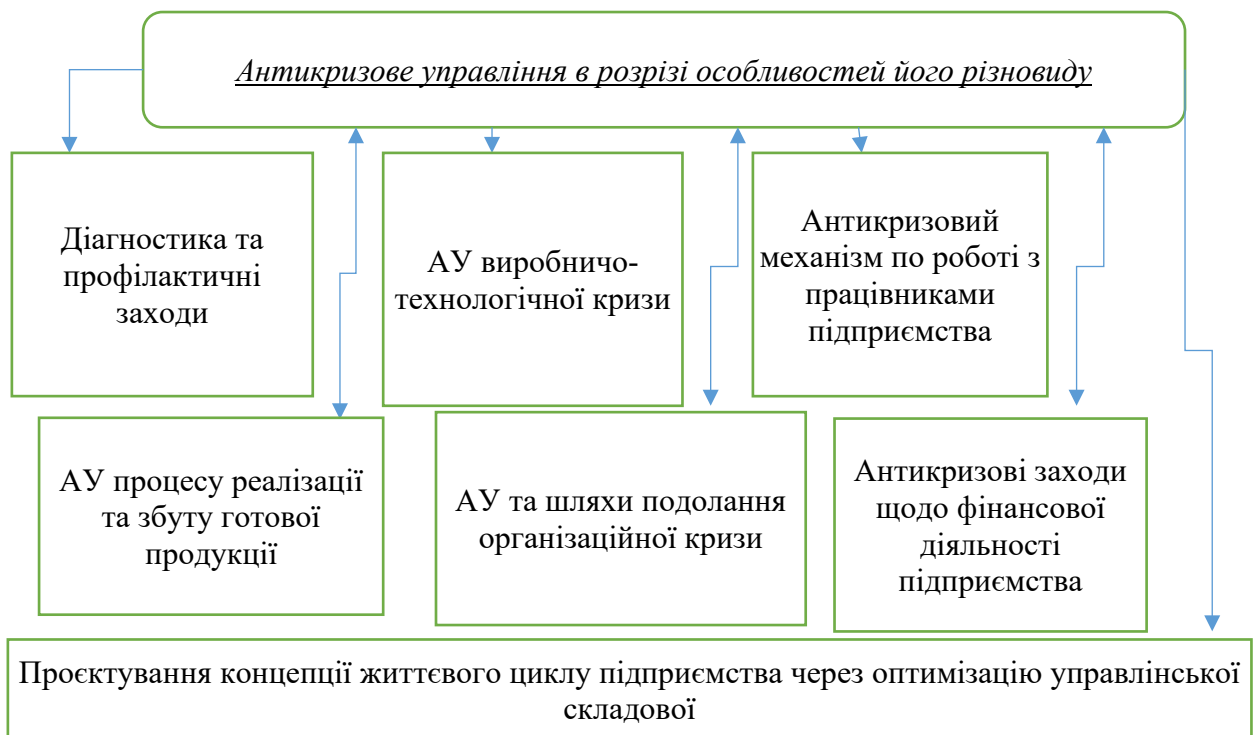 Антикризове управління в розрізі особливостей його різновиду
Діагностика та
профілактичні
заходи
АУ виробничо-
технологічної кризи
Антикризовий
механізм по роботі з
працівниками
підприємства
АУ процесу реалізації
та збуту готової
продукції
АУ та шляхи подолання
організаційної кризи
Антикризові заходи
щодо фінансової
діяльності
підприємства
Проєктування концепції життєвого циклу підприємства через оптимізацію управлінської
складової